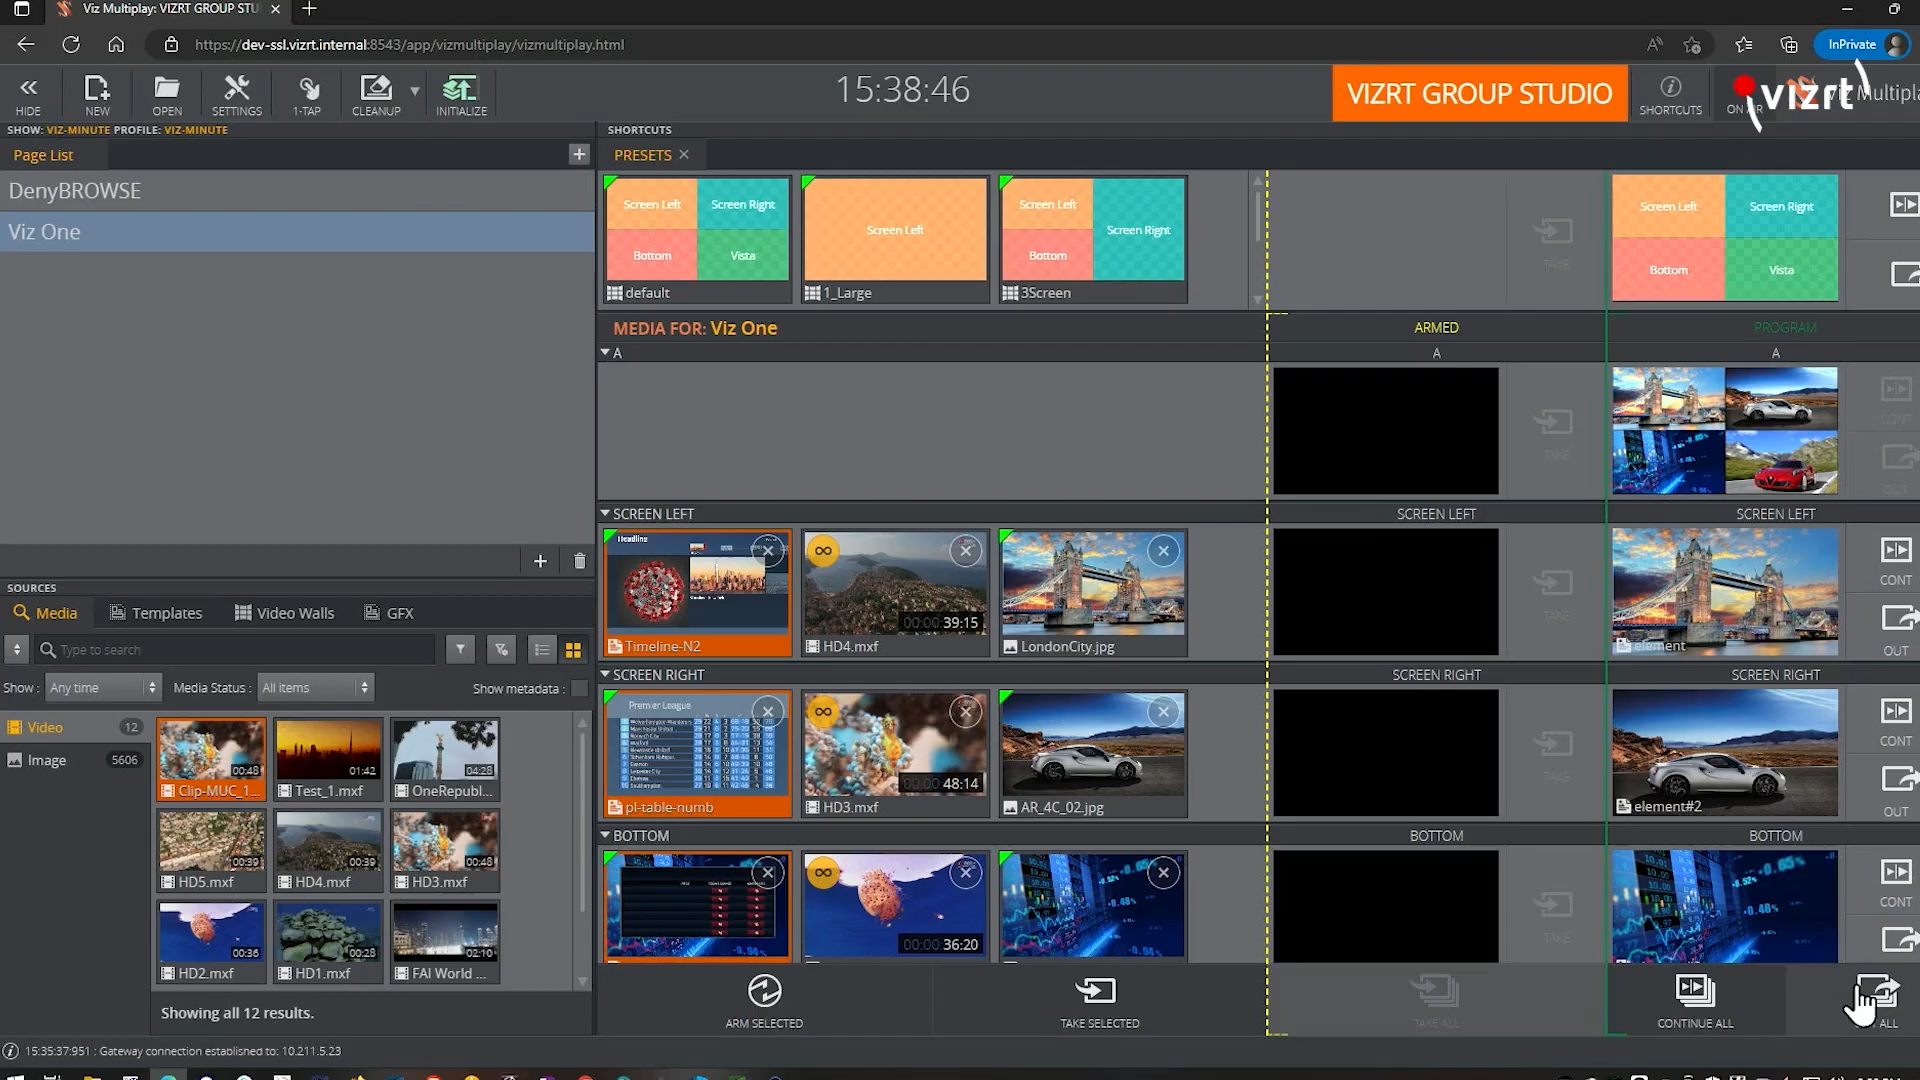 Viz Multiplay: VIZRT GROUP STU
https://dev-ssl.vizrt.internal:8543/app/vizmultiplay/vizmultiplay.html
InPrivate
HIDE
NEW
OPEN
SETTINGS
1-TAP
CLEANUP
INITIALIZE
15:38:46
VIZRT GROUP STUDIO
SHORTCUTS
vizrt
SHOW: VIZ-MINUTE PROFILE: VIZ-MINUTE
SHORTCUTS
Page List
PRESETS
DenyBROWSE
Viz One
Screen Left
Screen Right
Bottom
Vista
default
Screen Left
1_Large
Screen Left
Screen Right
Bottom
3Screen
TAKE
Screen Left
Screen Right
Bottom
Vista
MEDIA FOR: Viz One
ARMED
PROGRAM
A
A
A
TAKE
CONT
OUT
SCREEN LEFT
SCREEN LEFT
SCREEN LEFT
Headline
Timeline-N2
00:00:39:15
HD4.mxf
LondonCity.jpg
TAKE
element
CONT
OUT
SCREEN RIGHT
SCREEN RIGHT
SCREEN RIGHT
Premier League
pl-table-numb
00:00:48:14
HD3.mxf
AR_4C_02.jpg
TAKE
element#2
CONT
OUT
BOTTOM
BOTTOM
BOTTOM
00:00:36:20
TAKE
CONT
ARM SELECTED
TAKE SELECTED
TAKE ALL
CONTINUE ALL
ALL
SOURCES
Media
Templates
Video Walls
GFX
Type to search
Show :
Any time
Media Status :
All items
Show metadata :
Video
12
Image
5606
00:48
Clip-MUC_1...
01:42
Test_1.mxf
04:28
OneRepubl...
00:39
HD5.mxf
00:39
HD4.mxf
00:48
HD3.mxf
00:36
HD2.mxf
00:28
HD1.mxf
02:10
FAI World ...
Showing all 12 results.
15:35:37:951 : Gateway connection established to: 10.211.5.23